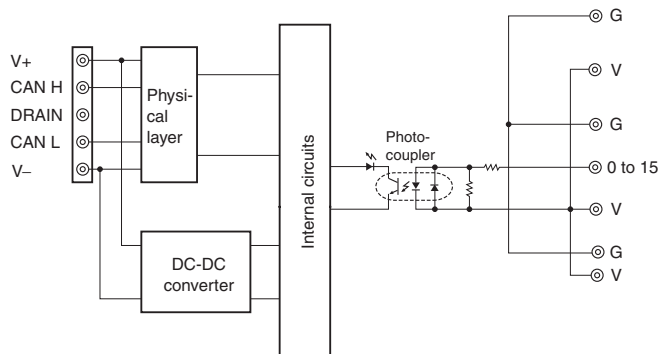 V+
CAN H
DRAIN
CAN L
V–
Physi-
cal
layer
DC-DC
converter
Internal circuits
Photo-
coupler
G
V
G
0 to 15
V
G
V